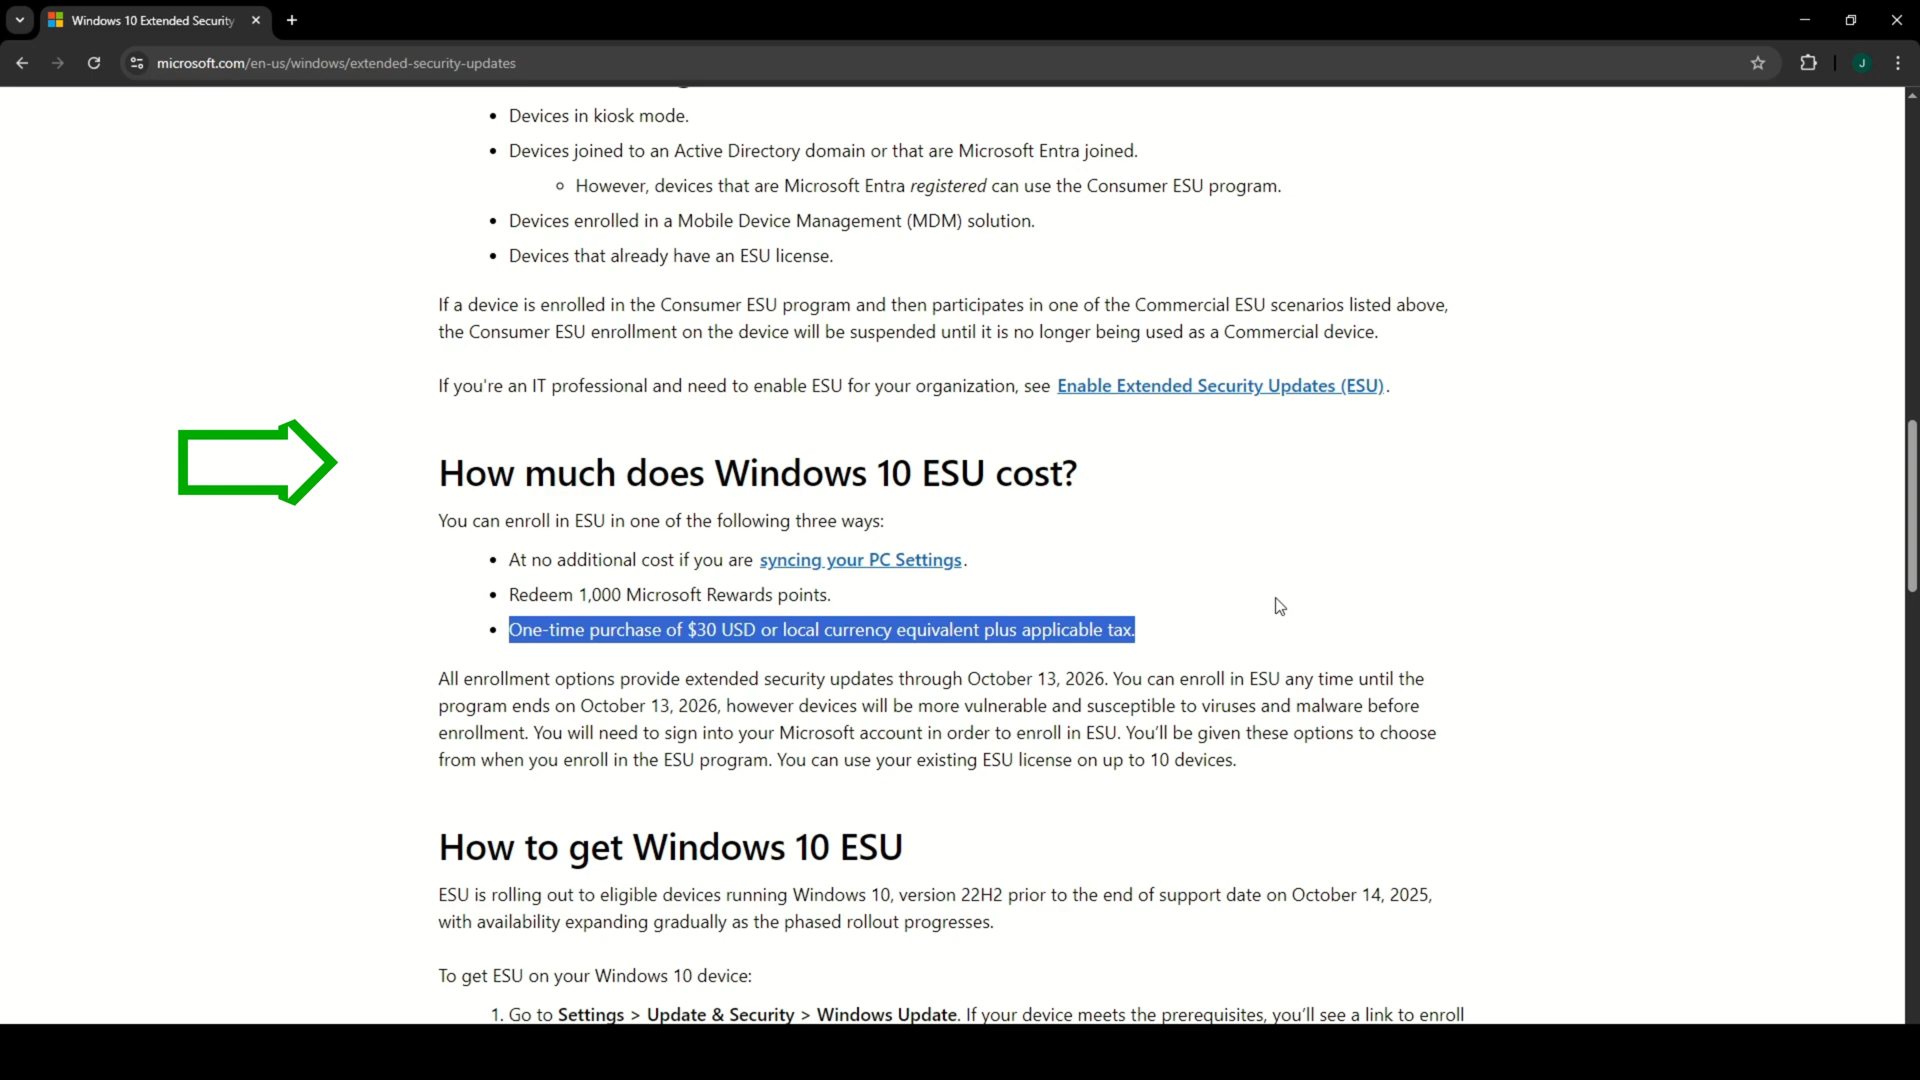 Windows 10 Extended Security
microsoft.com/en-us/windows/extended-security-updates
J
Devices in kiosk mode.
Devices joined to an Active Directory domain or that are Microsoft Entra joined.
However, devices that are Microsoft Entra registered can use the Consumer ESU program.
Devices enrolled in a Mobile Device Management (MDM) solution.
Devices that already have an ESU license.
If a device is enrolled in the Consumer ESU program and then participates in one of the Commercial ESU scenarios listed above,
the Consumer ESU enrollment on the device will be suspended until it is no longer being used as a Commercial device.
If you're an IT professional and need to enable ESU for your organization, see Enable Extended Security Updates (ESU).
How much does Windows 10 ESU cost?
You can enroll in ESU in one of the following three ways:
At no additional cost if you are syncing your PC Settings.
Redeem 1,000 Microsoft Rewards points.
One-time purchase of $30 USD or local currency equivalent plus applicable tax.
All enrollment options provide extended security updates through October 13, 2026. You can enroll in ESU any time until the
program ends on October 13, 2026, however devices will be more vulnerable and susceptible to viruses and malware before
enrollment. You will need to sign into your Microsoft account in order to enroll in ESU. You'll be given these options to choose
from when you enroll in the ESU program. You can use your existing ESU license on up to 10 devices.
How to get Windows 10 ESU
ESU is rolling out to eligible devices running Windows 10, version 22H2 prior to the end of support date on October 14, 2025,
with availability expanding gradually as the phased rollout progresses.
To get ESU on your Windows 10 device:
1. Go to Settings > Update & Security > Windows Update. If your device meets the prerequisites, you'll see a link to enroll